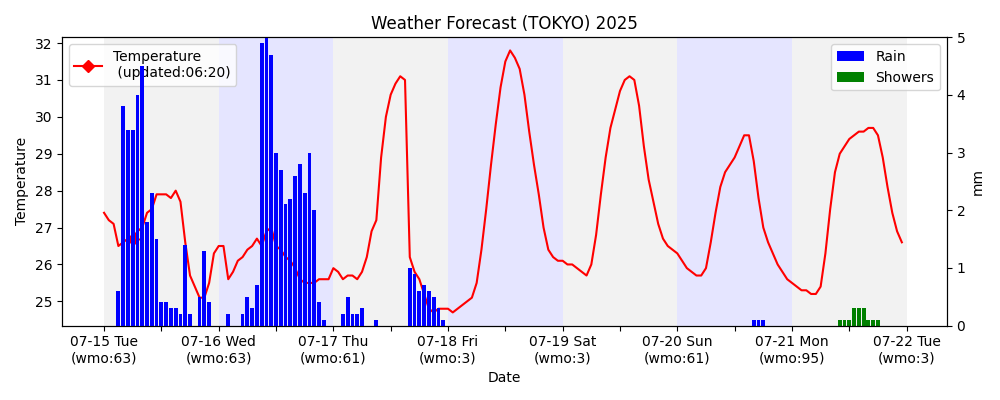 Weather Forecast (TOKYO) 2025
Temperature
(updated:06:20)
Rain
Showers
32
31
30
29
28
27
26
25
Temperature
5
4
3
2
1
0
mm
07-15 Tue
(wmo:63)
07-16 Wed
(wmo:63)
07-17 Thu
(wmo:61)
07-18 Fri
(wmo:3)
07-19 Sat
(wmo:3)
07-20 Sun
(wmo:61)
07-21 Mon
(wmo:95)
07-22 Tue
(wmo:3)
Date